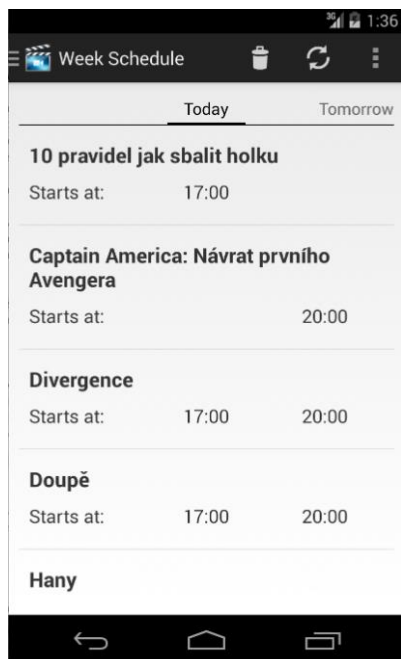 3G 1:36
Week Schedule
Today Tomorrow
10 pravidel jak sbalit holku
Starts at: 17:00
Captain America: Návrat prvního
Avengera
Starts at: 20:00
Divergence
Starts at: 17:00 20:00
Doupě
Starts at: 17:00 20:00
Hany